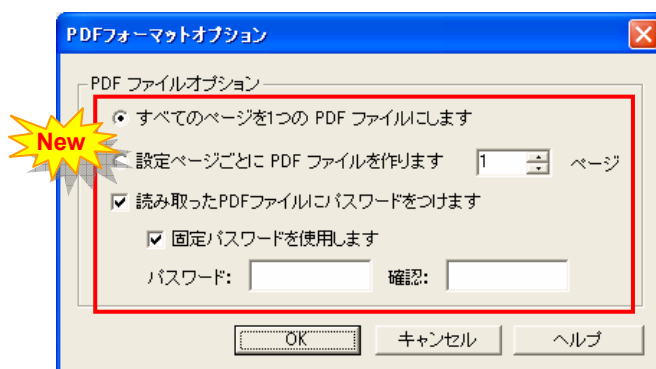 PDFフォーマットオプション
PDF ファイルオプション
すべてのページを1つの PDF ファイルにします
New
設定ページごとに PDF ファイルを作ります 1 ページ
読み取ったPDFファイルにパスワードをつけます
固定パスワードを使用します
パスワード: 確認:
OK キャンセル ヘルプ